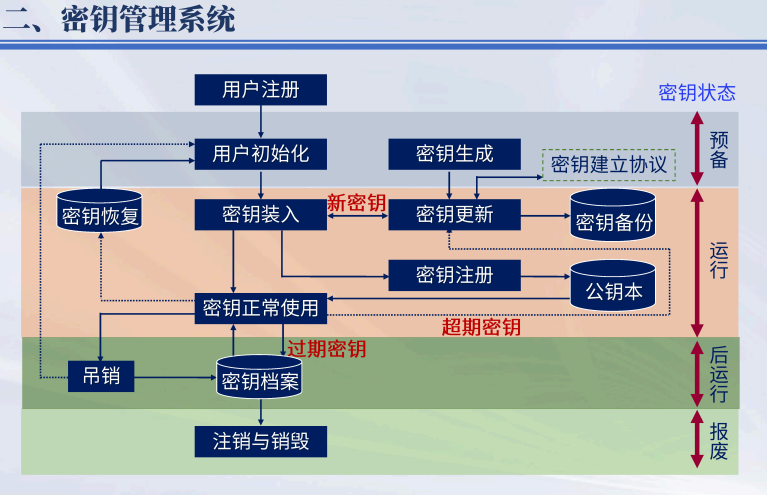 二、密钥管理系统
用户注册
密钥状态
用户初始化
密钥生成
密钥建立协议
预备
密钥恢复
密钥装入
新密钥
密钥更新
密钥备份
运行
密钥注册
公钥本
密钥正常使用
超期密钥
过期密钥
后运行
吊销
密钥档案
注销与销毁
报废